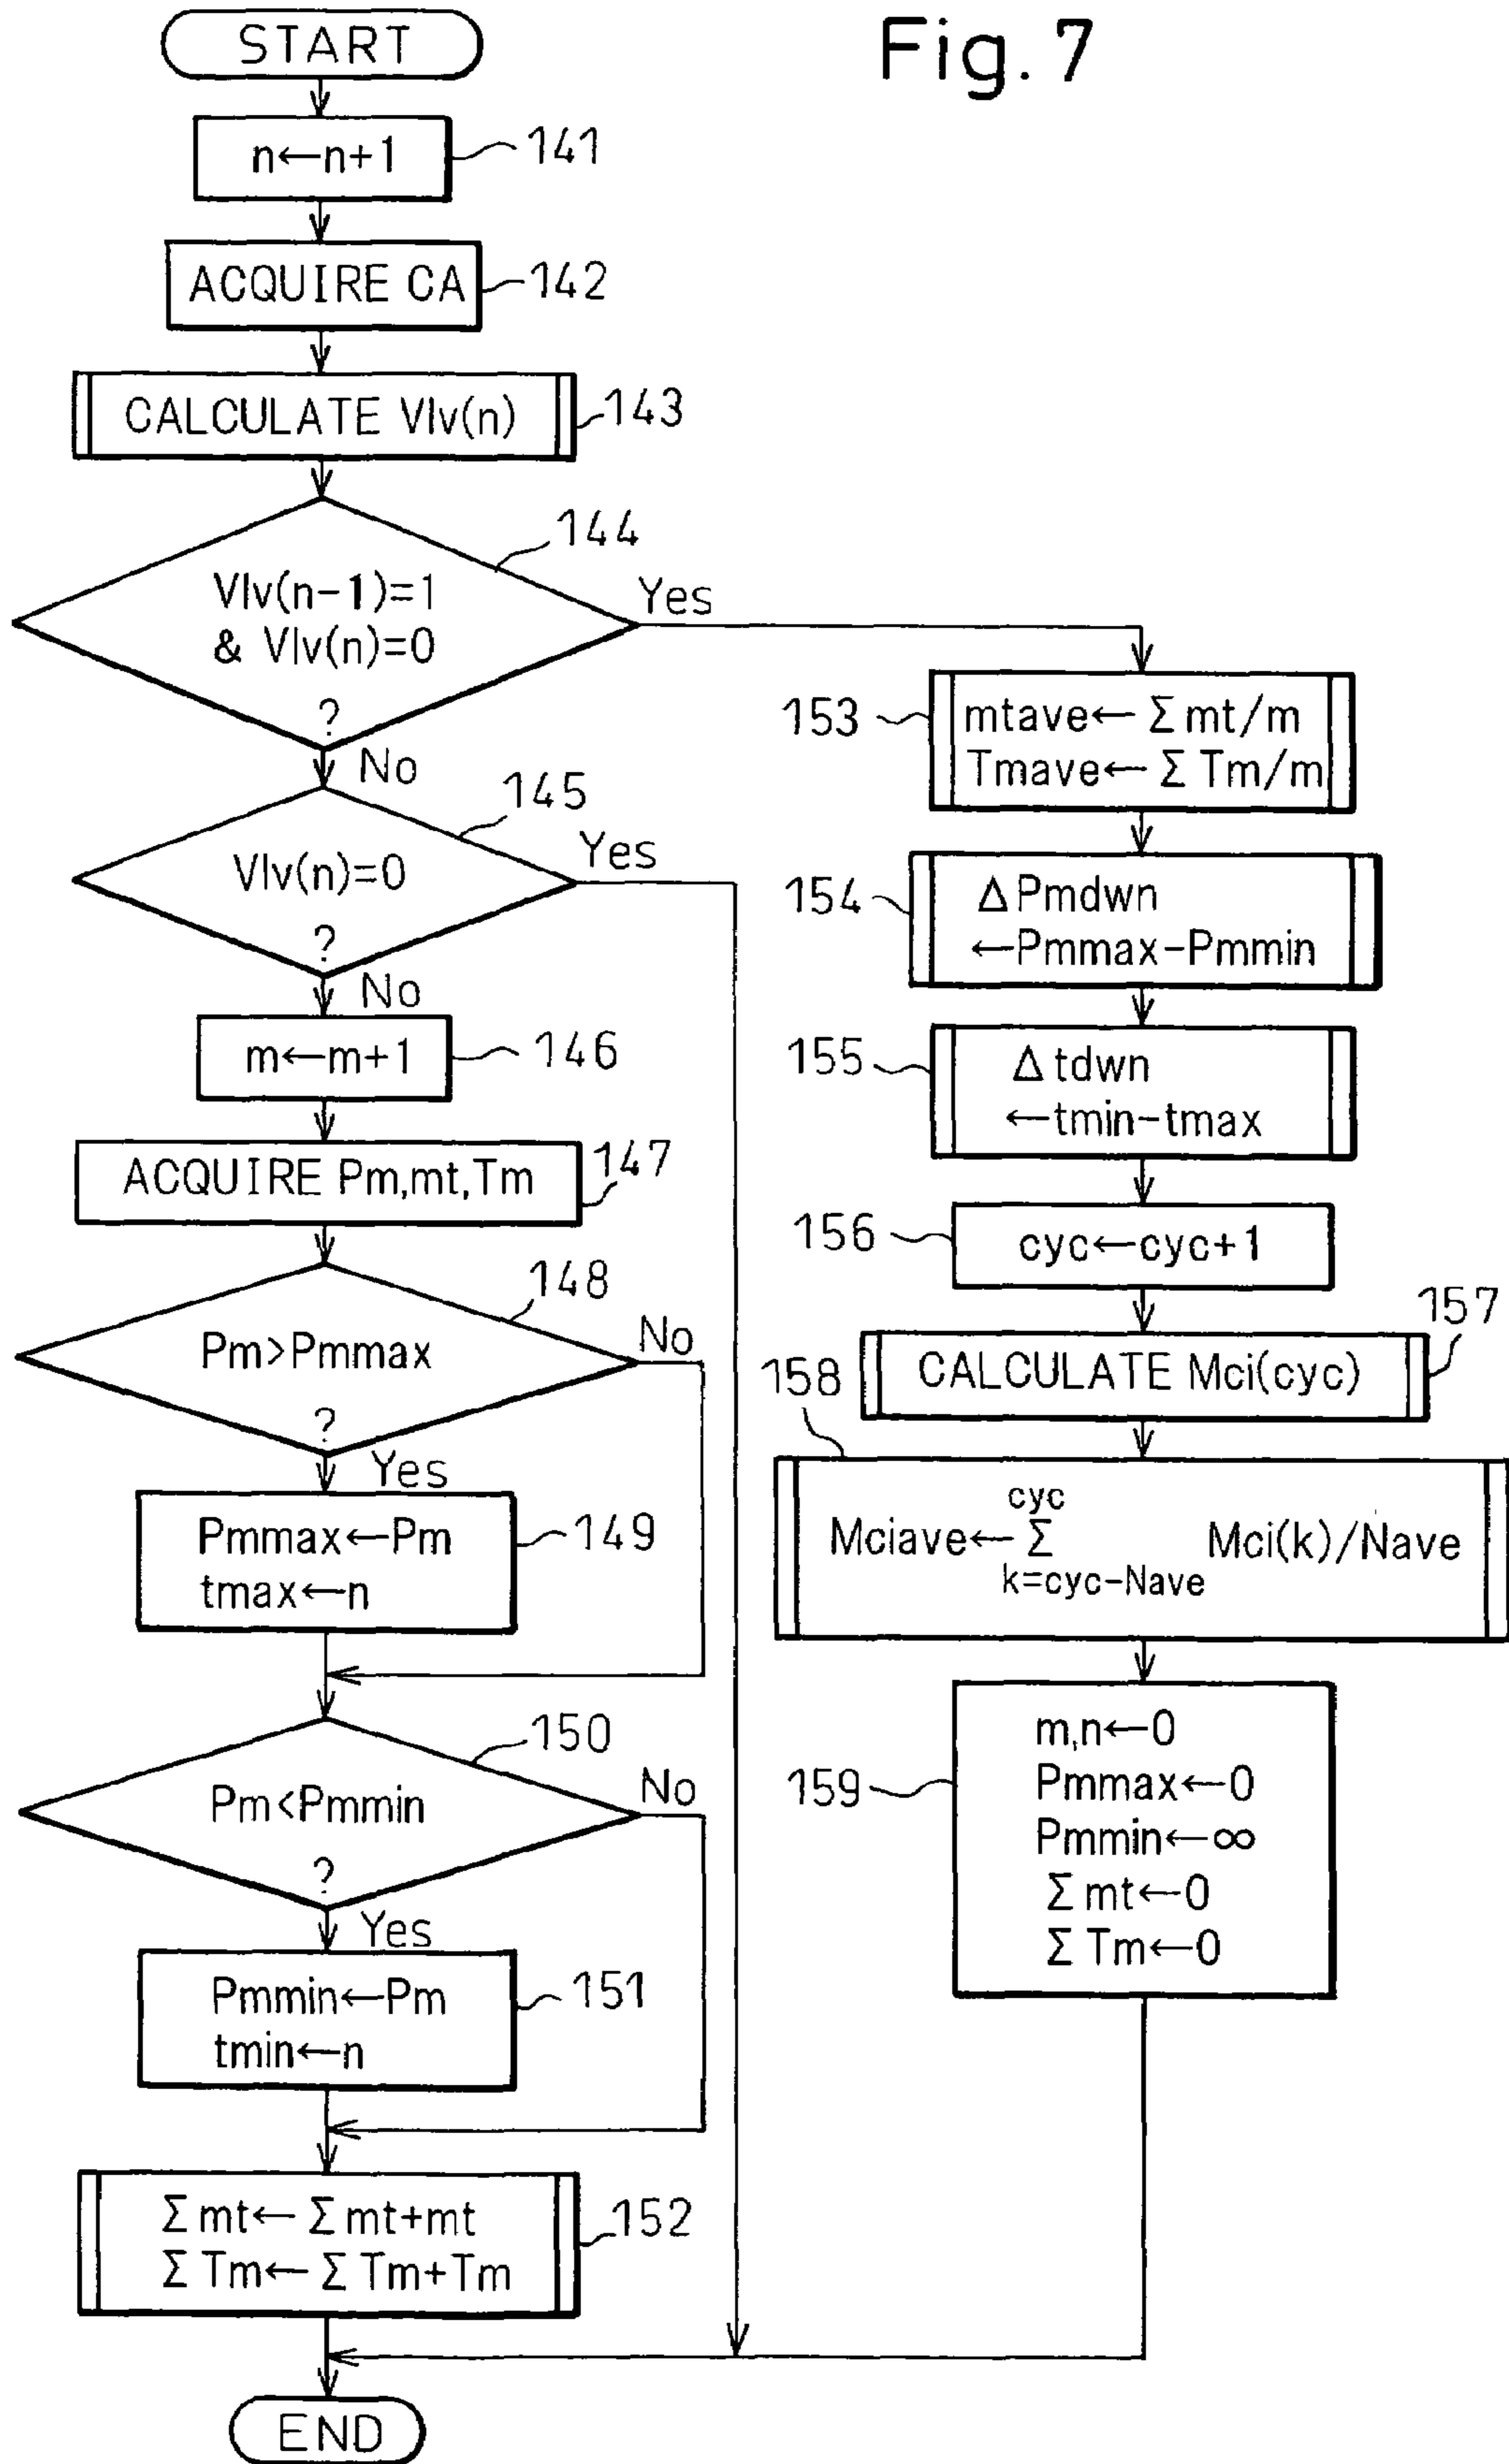 Fig. 7
START
n←n+1
141
ACQUIRE CA
142
CALCULATE Vlv(n)
143
144
Vlv(n-1)=1
& Vlv(n)=0
?
Yes
No
145
Vlv(n)=0
?
Yes
No
m←m+1
146
ACQUIRE Pm,mt,Tm
147
148
Pm>Pmmax
?
No
Yes
Pmmax←Pm
tmax←n
149
150
Pm<Pmmin
?
No
Yes
Pmmin←Pm
tmin←n
151
Σmt←Σmt+mt
ΣTm←ΣTm+Tm
152
END
153
mtave←Σmt/m
Tmave←ΣTm/m
154
ΔPmdwn
←Pmmax-Pmmin
155
Δtdwn
←tmin-tmax
156
cyc←cyc+1
157
CALCULATE Mci(cyc)
158
cyc
Mciave←Σ Mci(k)/Nave
k=cyc-Nave
159
m,n←0
Pmmax←0
Pmmin←∞
Σmt←0
ΣTm←0